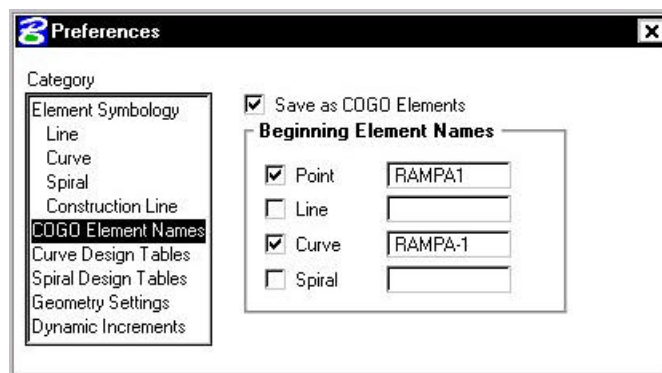 Preferences
Category
Element Symbology
Line
Curve
Spiral
Construction Line
COGO Element Names
Curve Design Tables
Spiral Design Tables
Geometry Settings
Dynamic Increments
Save as COGO Elements
Beginning Element Names
Point RAMPA1
Line
Curve RAMPA-1
Spiral